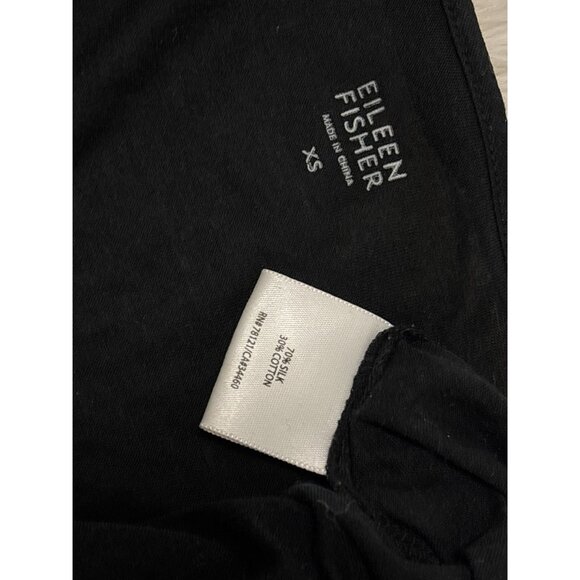 EILEEN
FISHER
MADE IN CHINA
XS
70% SILK
30% COTTON
RN#78121/CA#34460